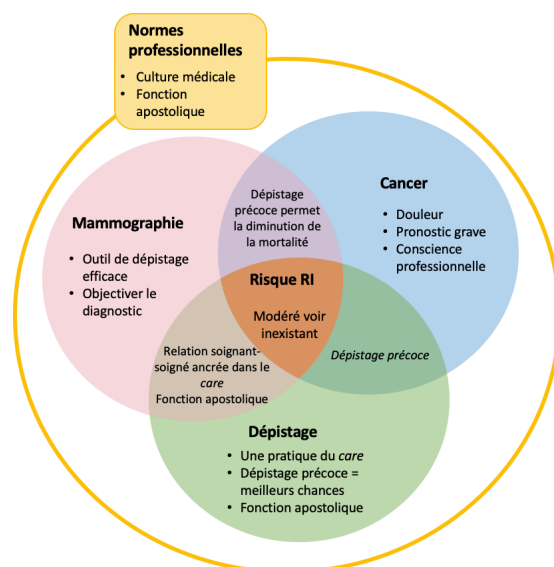 Normes
professionnelles
• Culture médicale
• Fonction
apostolique
Dépistage
précoce permet
la diminution de
la mortalité
Cancer
• Douleur
• Pronostic grave
• Conscience
professionnelle
Mammographie
• Outil de dépistage
efficace
• Objectiver le
diagnostic
Risque RI
Modéré voir
inexistant
Relation soignant-
soigné ancrée dans le
care
Fonction apostolique
Dépistage précoce
Dépistage
• Une pratique du care
• Dépistage précoce =
meilleurs chances
• Fonction apostolique